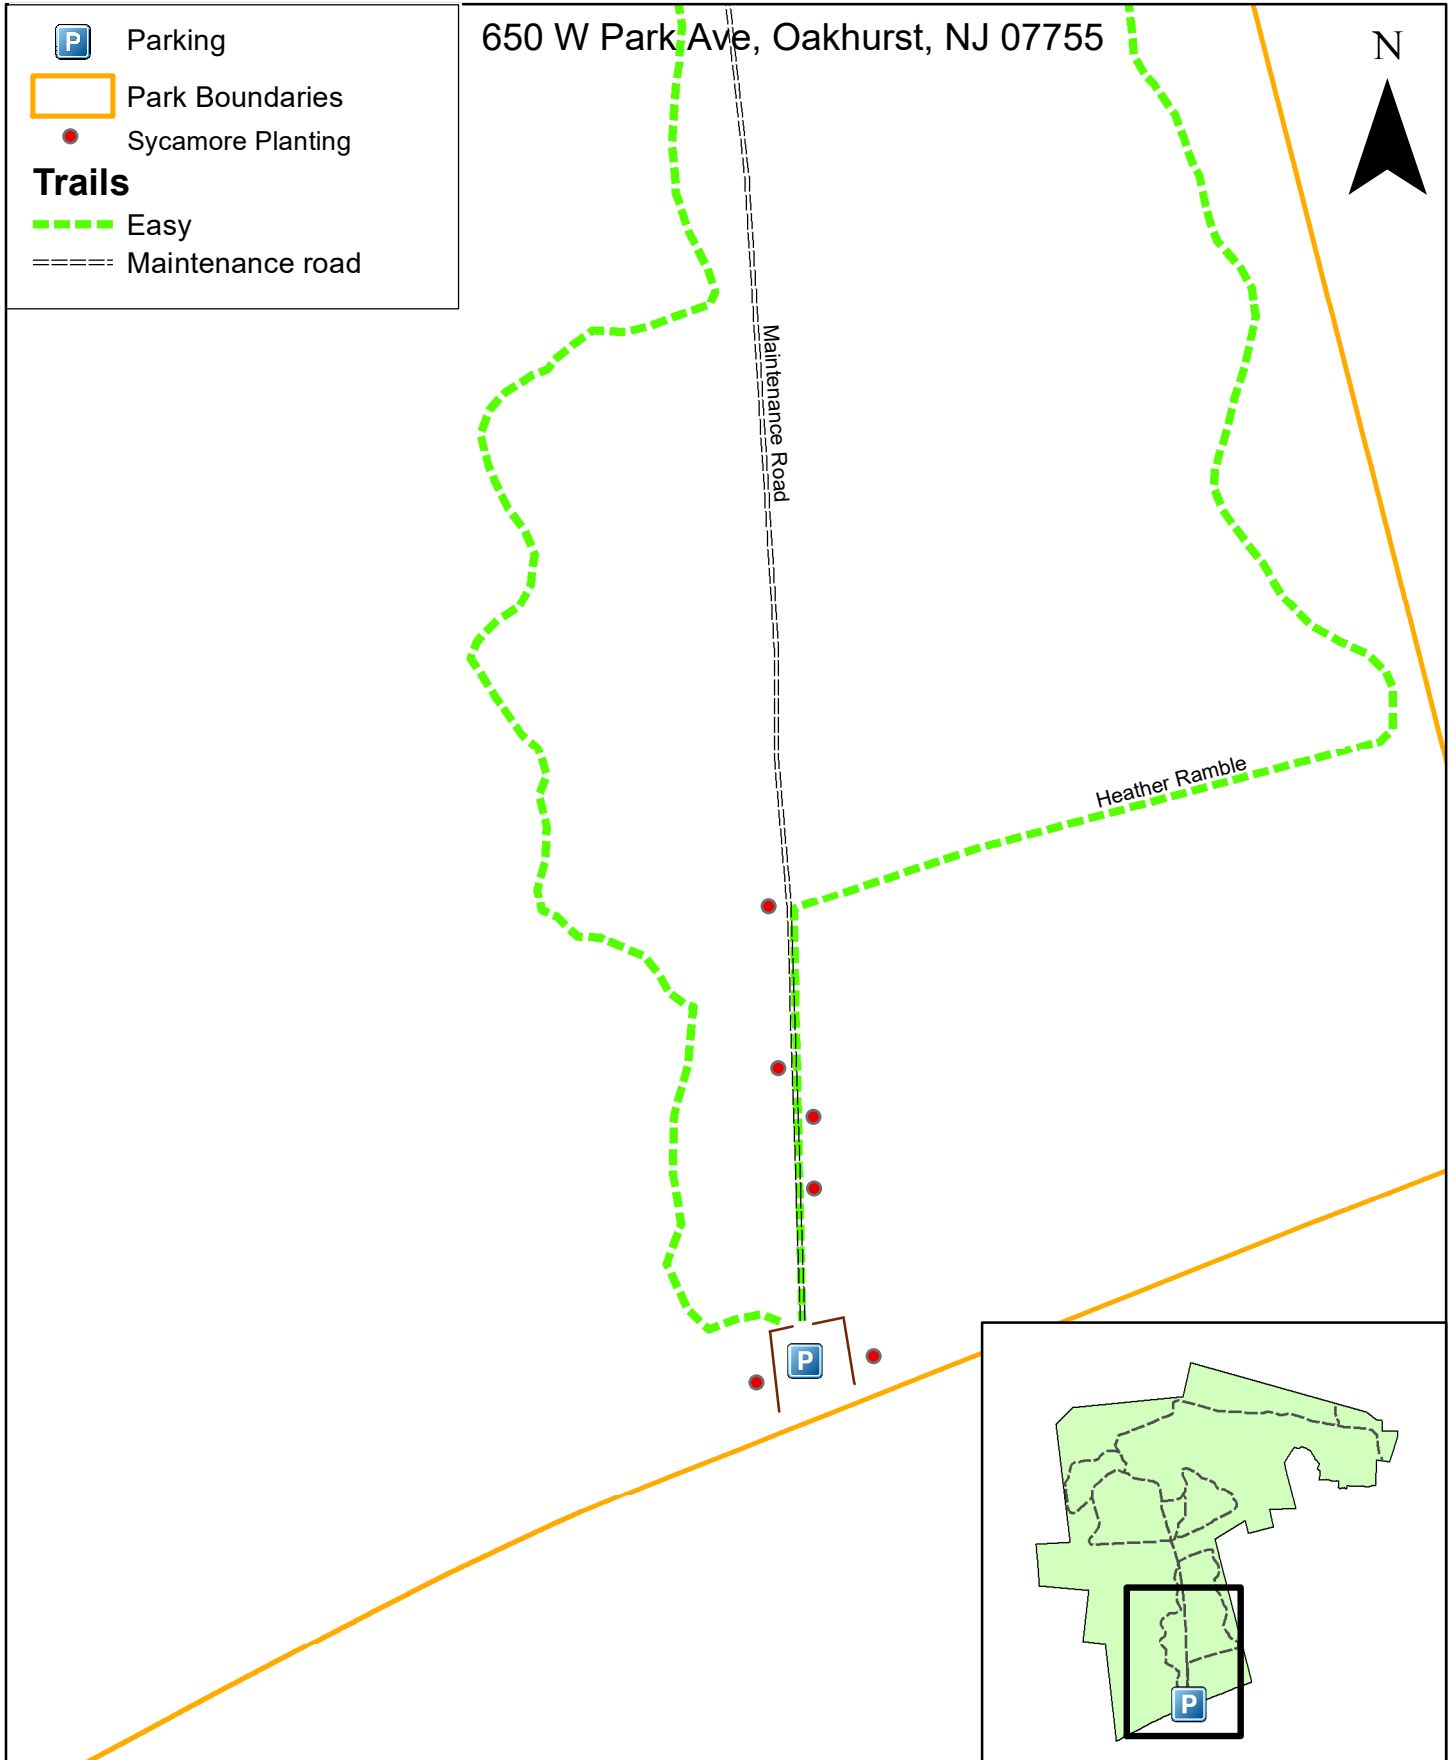 650 W Park Ave, Oakhurst, NJ 07755
P Parking
Park Boundaries
Sycamore Planting
Trails
Easy
Maintenance road
N
Maintenance Road
Heather Ramble
P
P